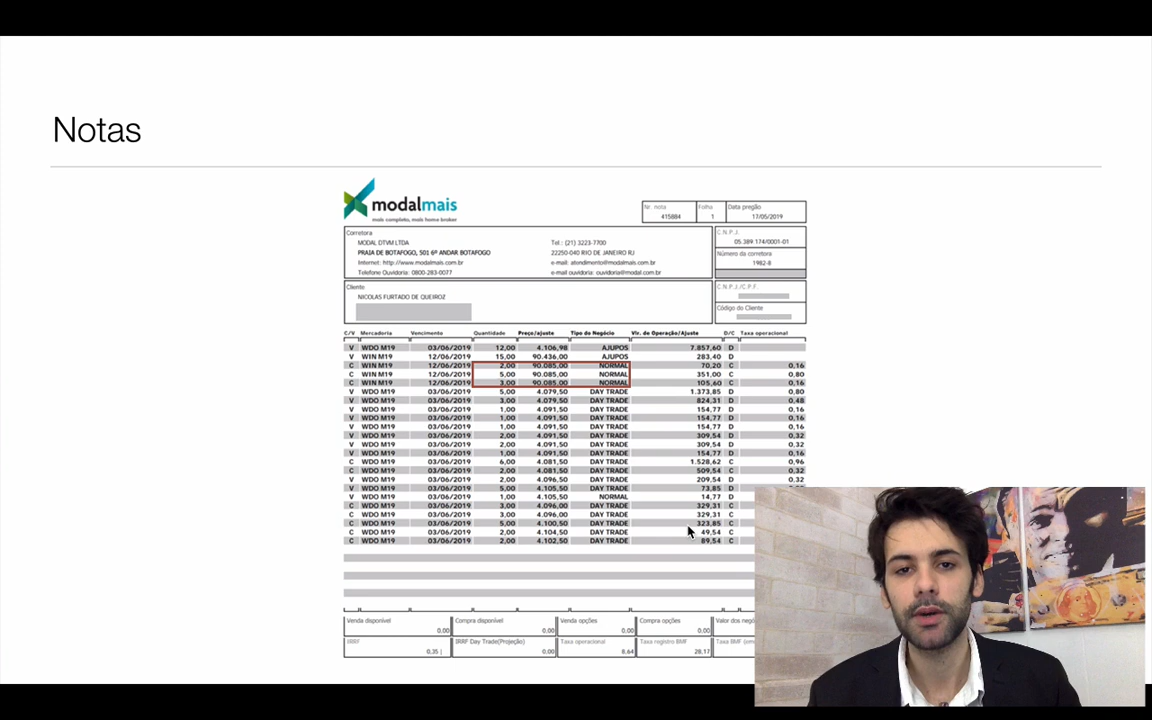 Notas
modalmais
mais completo, mais home broker
Nr. nota Folha Data pregão
415884 1 17/05/2019
Corretora
MODAL DTVM LTDA Tel.: (21) 3223-7700
PRAIA DE BOTAFOGO, 501 6º ANDAR BOTAFOGO 22250-040 RIO DE JANEIRO RJ
Internet: http://www.modalmais.com.br e-mail: atendimento@modalmais.com.br
Telefone Ouvidoria: 0800-283-0077 e-mail ouvidoria: ouvidoria@modal.com.br
C.N.P.J.
05.389 174/0001-01
Número da corretora
1982-8
Cliente
NICOLAS FURTADO DE QUEIROZ
C.N.P.J./C.P.F.
Código do Cliente
C/V Mercadoria Vencimento Quantidade Preço/ajuste Tipo do Negócio Vlr. de Operação/Ajuste D/C Taxa operacional
V WDO M19 03/06/2019 12,00 4.106,98 AJUPOS 7.857,60 D
V WIN M19 12/06/2019 15,00 90.436,00 AJUPOS 283,40 D
C WIN M19 12/06/2019 2,00 90.085,00 NORMAL 70,20 C 0,16
C WIN M19 12/06/2019 5,00 90.085,00 NORMAL 351,00 C 0,80
C WIN M19 12/06/2019 3,00 90.085,00 NORMAL 105,60 C 0,16
V WDO M19 03/06/2019 5,00 4.079,50 DAY TRADE 1.373,85 D 0,80
V WDO M19 03/06/2019 3,00 4.079,50 DAY TRADE 824,31 D 0,48
V WDO M19 03/06/2019 1,00 4.091,50 DAY TRADE 154,77 D 0,16
V WDO M19 03/06/2019 1,00 4.091,50 DAY TRADE 154,77 D 0,16
V WDO M19 03/06/2019 1,00 4.091,50 DAY TRADE 154,77 D 0,16
V WDO M19 03/06/2019 2,00 4.091,50 DAY TRADE 309,54 D 0,32
V WDO M19 03/06/2019 2,00 4.091,50 DAY TRADE 309,54 D 0,32
V WDO M19 03/06/2019 1,00 4.091,50 DAY TRADE 154,77 D 0,16
C WDO M19 03/06/2019 6,00 4.081,50 DAY TRADE 1.528,62 C 0,96
C WDO M19 03/06/2019 2,00 4.081,50 DAY TRADE 509,54 C 0,32
V WDO M19 03/06/2019 2,00 4.096,50 DAY TRADE 209,54 D 0,32
V WDO M19 03/06/2019 5,00 4.105,50 DAY TRADE 73,85 D
V WDO M19 03/06/2019 1,00 4.105,50 NORMAL 14,77 D
C WDO M19 03/06/2019 3,00 4.096,00 DAY TRADE 329,31 C
C WDO M19 03/06/2019 3,00 4.096,00 DAY TRADE 329,31 C
C WDO M19 03/06/2019 5,00 4.100,50 DAY TRADE 323,85 C
C WDO M19 03/06/2019 2,00 4.104,50 DAY TRADE 49,54 C
C WDO M19 03/06/2019 2,00 4.102,50 DAY TRADE 89,54 C
Venda disponível Compra disponível Venda opções Compra opções Valor dos negó
0,00 0,00 0,00 0,00
IRRF IRRF Day Trade(Projeção) Taxa operacional Taxa registro BMF Taxa BMF
0,35 | 0,00 8,64 28,17